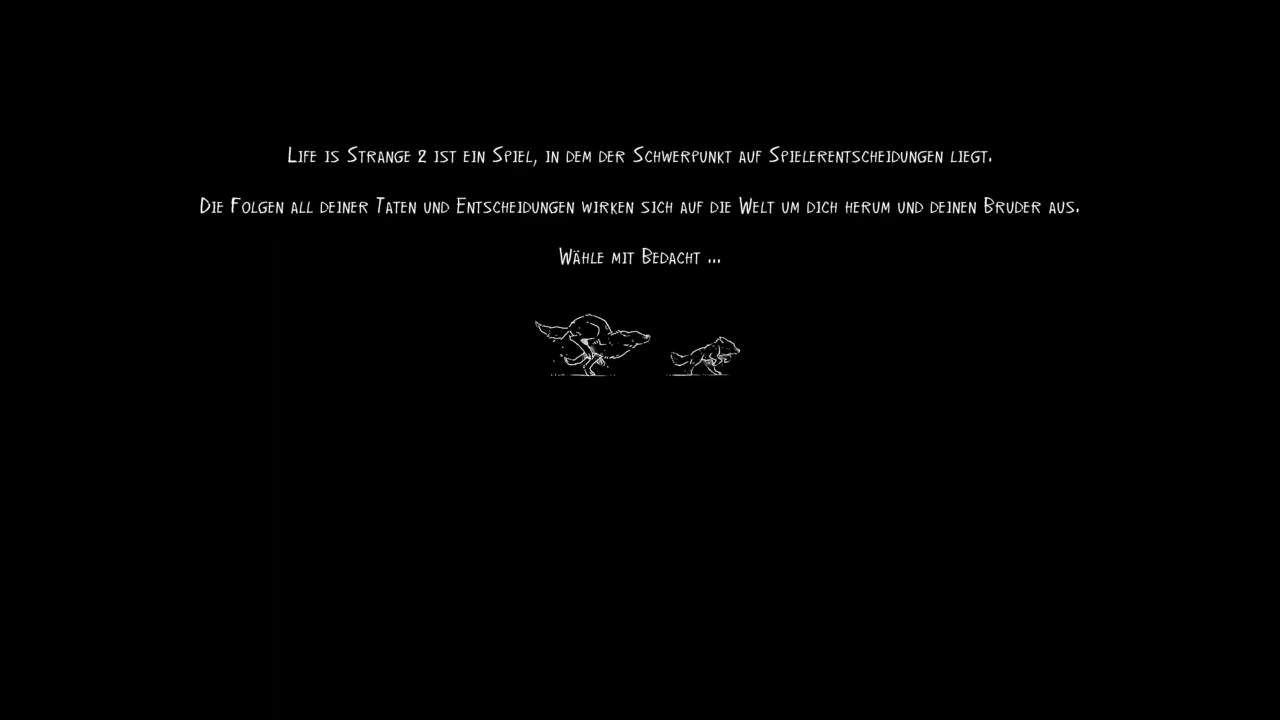 Life is Strange 2 ist ein Spiel, in dem der Schwerpunkt auf Spielerentscheidungen liegt.
Die Folgen all deiner Taten und Entscheidungen wirken sich auf die Welt um dich herum und deinen Bruder aus.
Wähle mit Bedacht ...